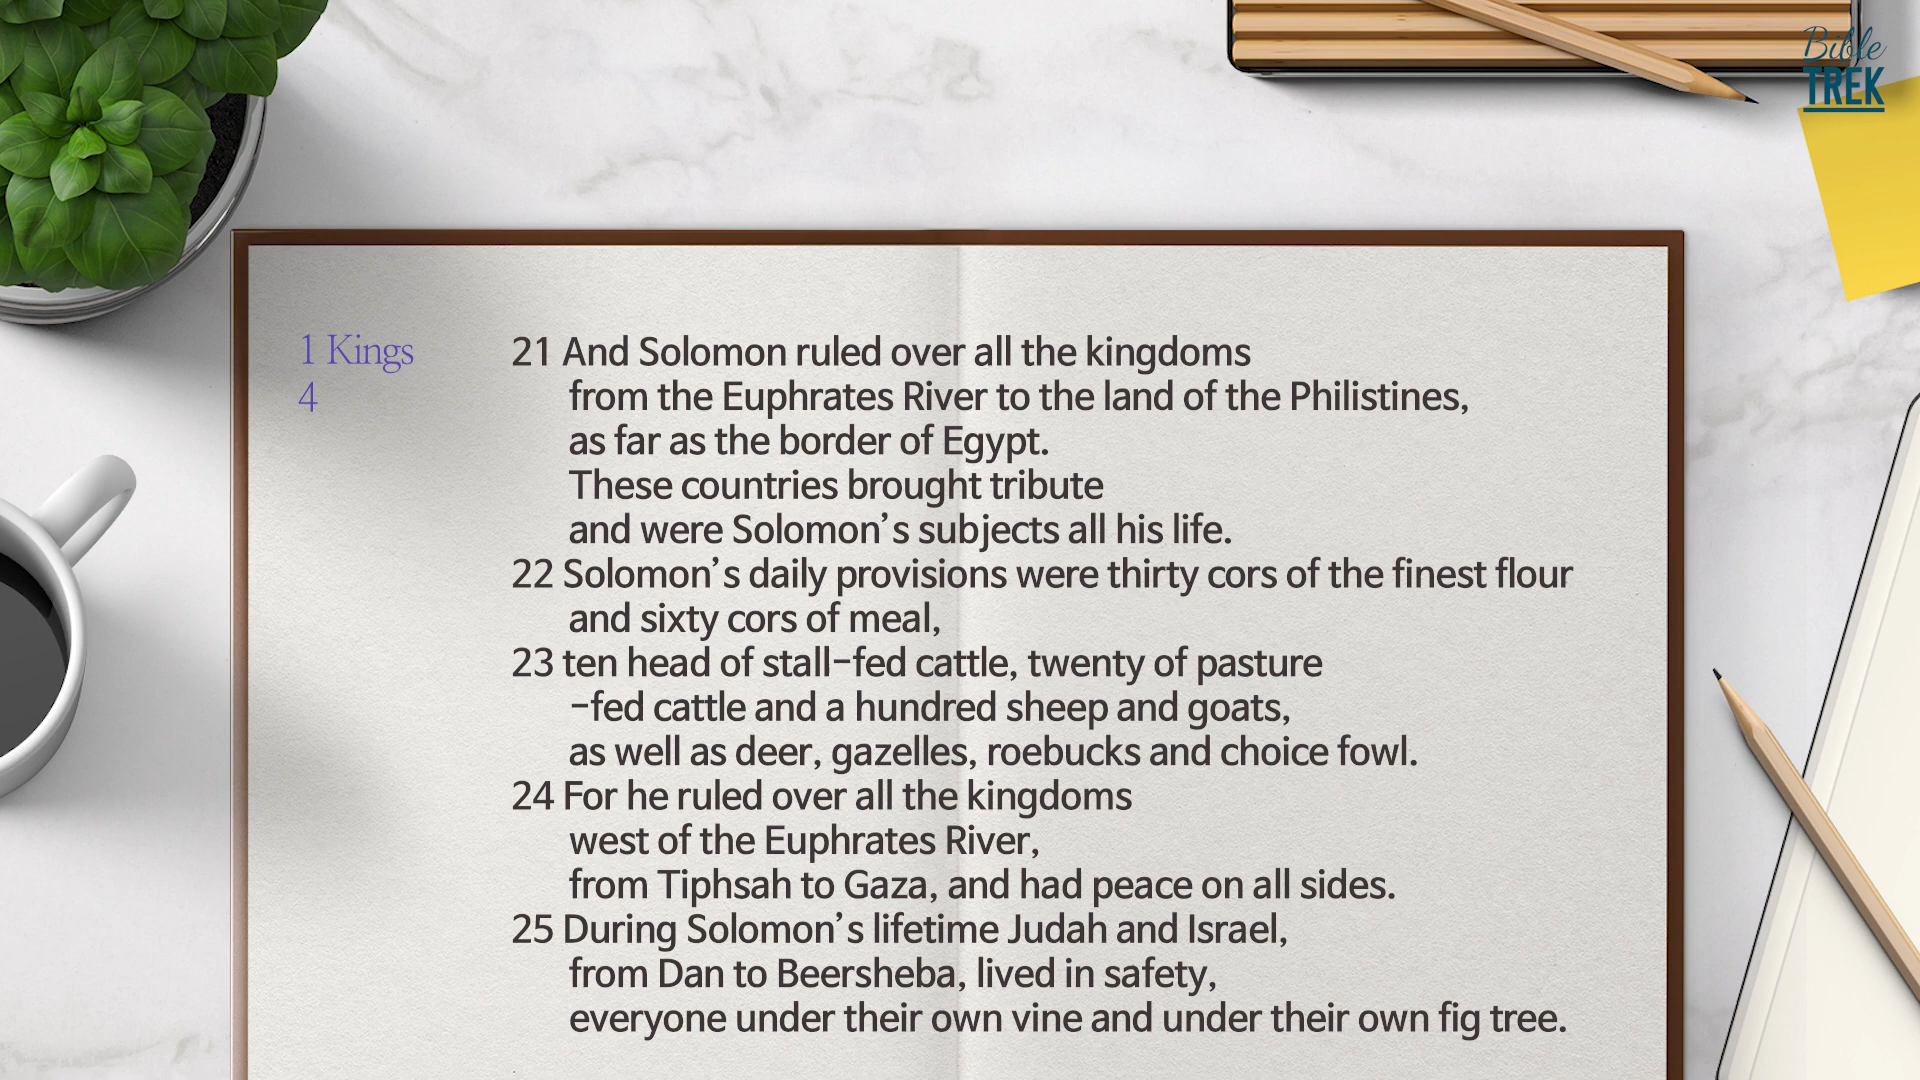 Bible
TREK
1 Kings
4
21 And Solomon ruled over all the kingdoms
from the Euphrates River to the land of the Philistines,
as far as the border of Egypt.
These countries brought tribute
and were Solomon’s subjects all his life.
22 Solomon’s daily provisions were thirty cors of the finest flour
and sixty cors of meal,
23 ten head of stall-fed cattle, twenty of pasture
-fed cattle and a hundred sheep and goats,
as well as deer, gazelles, roebucks and choice fowl.
24 For he ruled over all the kingdoms
west of the Euphrates River,
from Tiphsah to Gaza, and had peace on all sides.
25 During Solomon’s lifetime Judah and Israel,
from Dan to Beersheba, lived in safety,
everyone under their own vine and under their own fig tree.